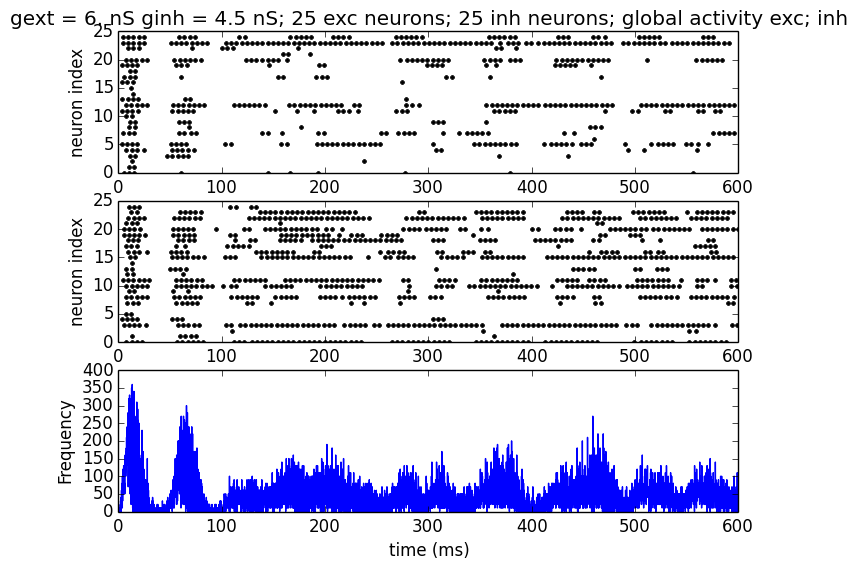 gext = 6, nS ginh = 4.5 nS; 25 exc neurons; 25 inh neurons; global activity exc; inh
25
20
15
10
5
0
neuron index
0 100 200 300 400 500 600
25
20
15
10
5
0
neuron index
0 100 200 300 400 500 600
400
350
300
250
200
150
100
50
0
Frequency
0 100 200 300 400 500 600
time (ms)